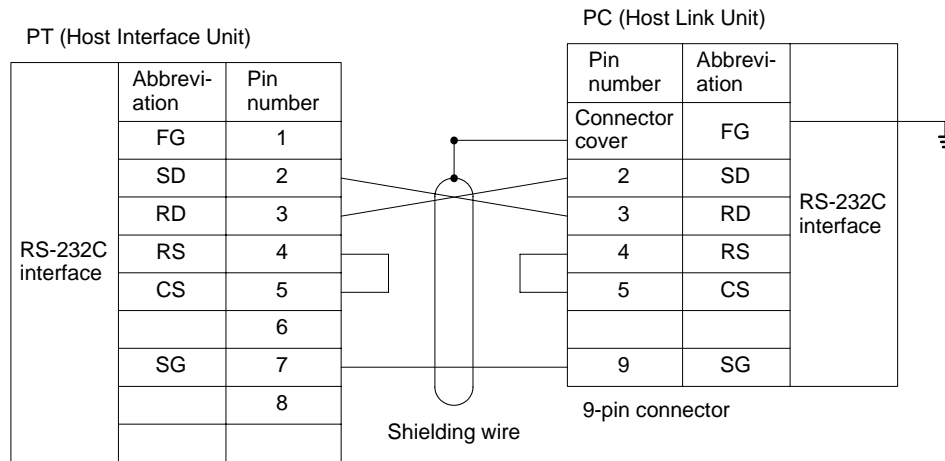 PC (Host Link Unit)
PT (Host Interface Unit)
Abbrevi-
ation
Pin
number
FG 1
SD 2
RD 3
RS 4
CS 5
6
SG 7
8
RS-232C
interface
Shielding wire
Pin
number
Abbrevi-
ation
Connector
cover
FG
2 SD
3 RD
4 RS
5 CS
9 SG
RS-232C
interface
9-pin connector